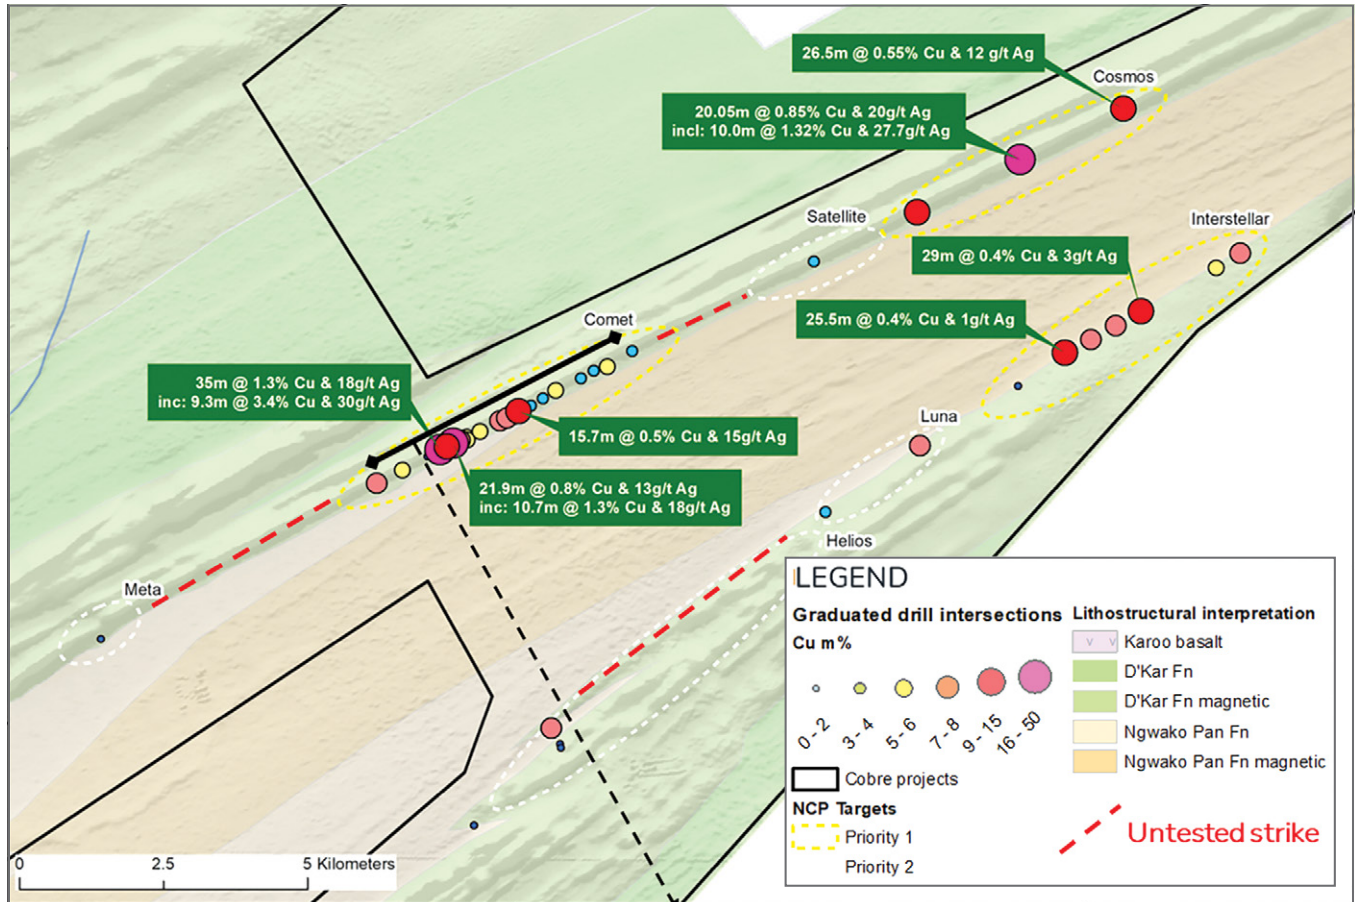 26.5m @ 0.55% Cu & 12 g/t Ag
Cosmos
20.05m @ 0.85% Cu & 20g/t Ag
incl: 10.0m @ 1.32% Cu & 27.7g/t Ag
Satellite
Interstellar
29m @ 0.4% Cu & 3g/t Ag
25.5m @ 0.4% Cu & 1g/t Ag
Comet
35m @ 1.3% Cu & 18g/t Ag
inc: 9.3m @ 3.4% Cu & 30g/t Ag
15.7m @ 0.5% Cu & 15g/t Ag
Luna
21.9m @ 0.8% Cu & 13g/t Ag
inc: 10.7m @ 1.3% Cu & 18g/t Ag
Helios
Meta
LEGEND
Graduated drill intersections
Cu m%
0 - 2
3 - 4
5 - 6
7 - 8
9 - 15
16 - 50
Cobre projects
NCP Targets
Priority 1
Priority 2
Lithostructural interpretation
v v Karoo basalt
D'Kar Fn
D'Kar Fn magnetic
Ngwako Pan Fn
Ngwako Pan Fn magnetic
Untested strike
0 2.5 5 Kilometers